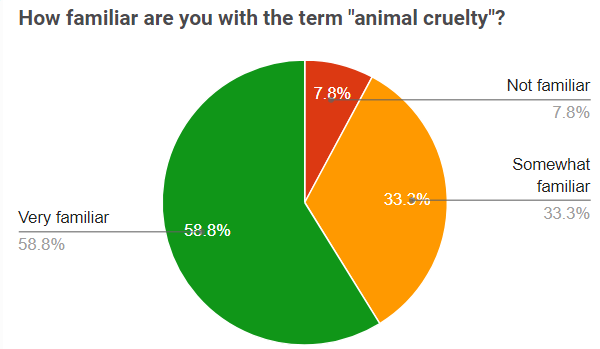 How familiar are you with the term "animal cruelty"?
7.8%
Not familiar
7.8%
Somewhat
familiar
33.3%
33.3%
Very familiar
58.8%
58.8%